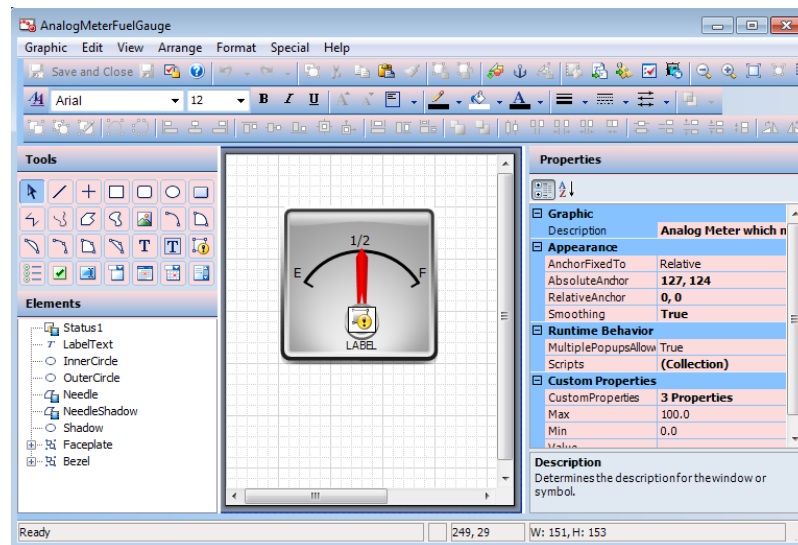 AnalogMeterFuelGauge
Graphic Edit View Arrange Format Special Help
Save and Close
Arial 12 B I U A
Tools
T T
Elements
Status1
T LabelText
InnerCircle
OuterCircle
Needle
NeedleShadow
Shadow
Faceplate
Bezel
1/2
E F
LABEL
Properties
Graphic
Description Analog Meter which n
Appearance
AnchorFixedTo Relative
AbsoluteAnchor 127, 124
RelativeAnchor 0, 0
Smoothing True
Runtime Behavior
MultiplePopupsAllow True
Scripts (Collection)
Custom Properties
CustomProperties 3 Properties
Max 100.0
Min 0.0
Value
Description
Determines the description for the window or
symbol.
Ready 249, 29 W: 151, H: 153